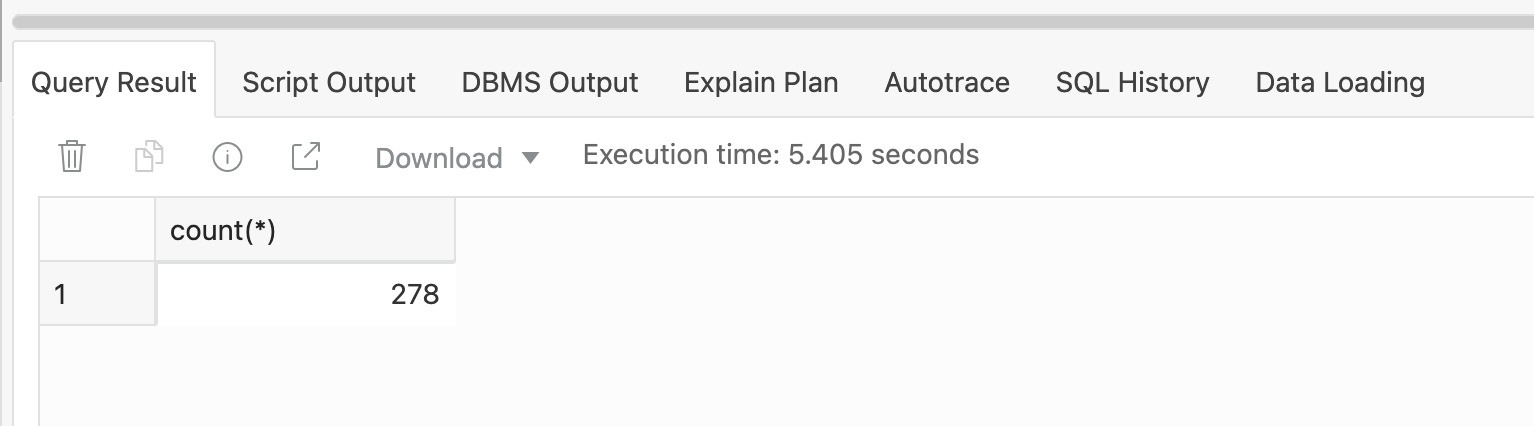 Query Result Script Output DBMS Output Explain Plan Autotrace SQL History Data Loading
Download Execution time: 5.405 seconds
count(*)
1 278